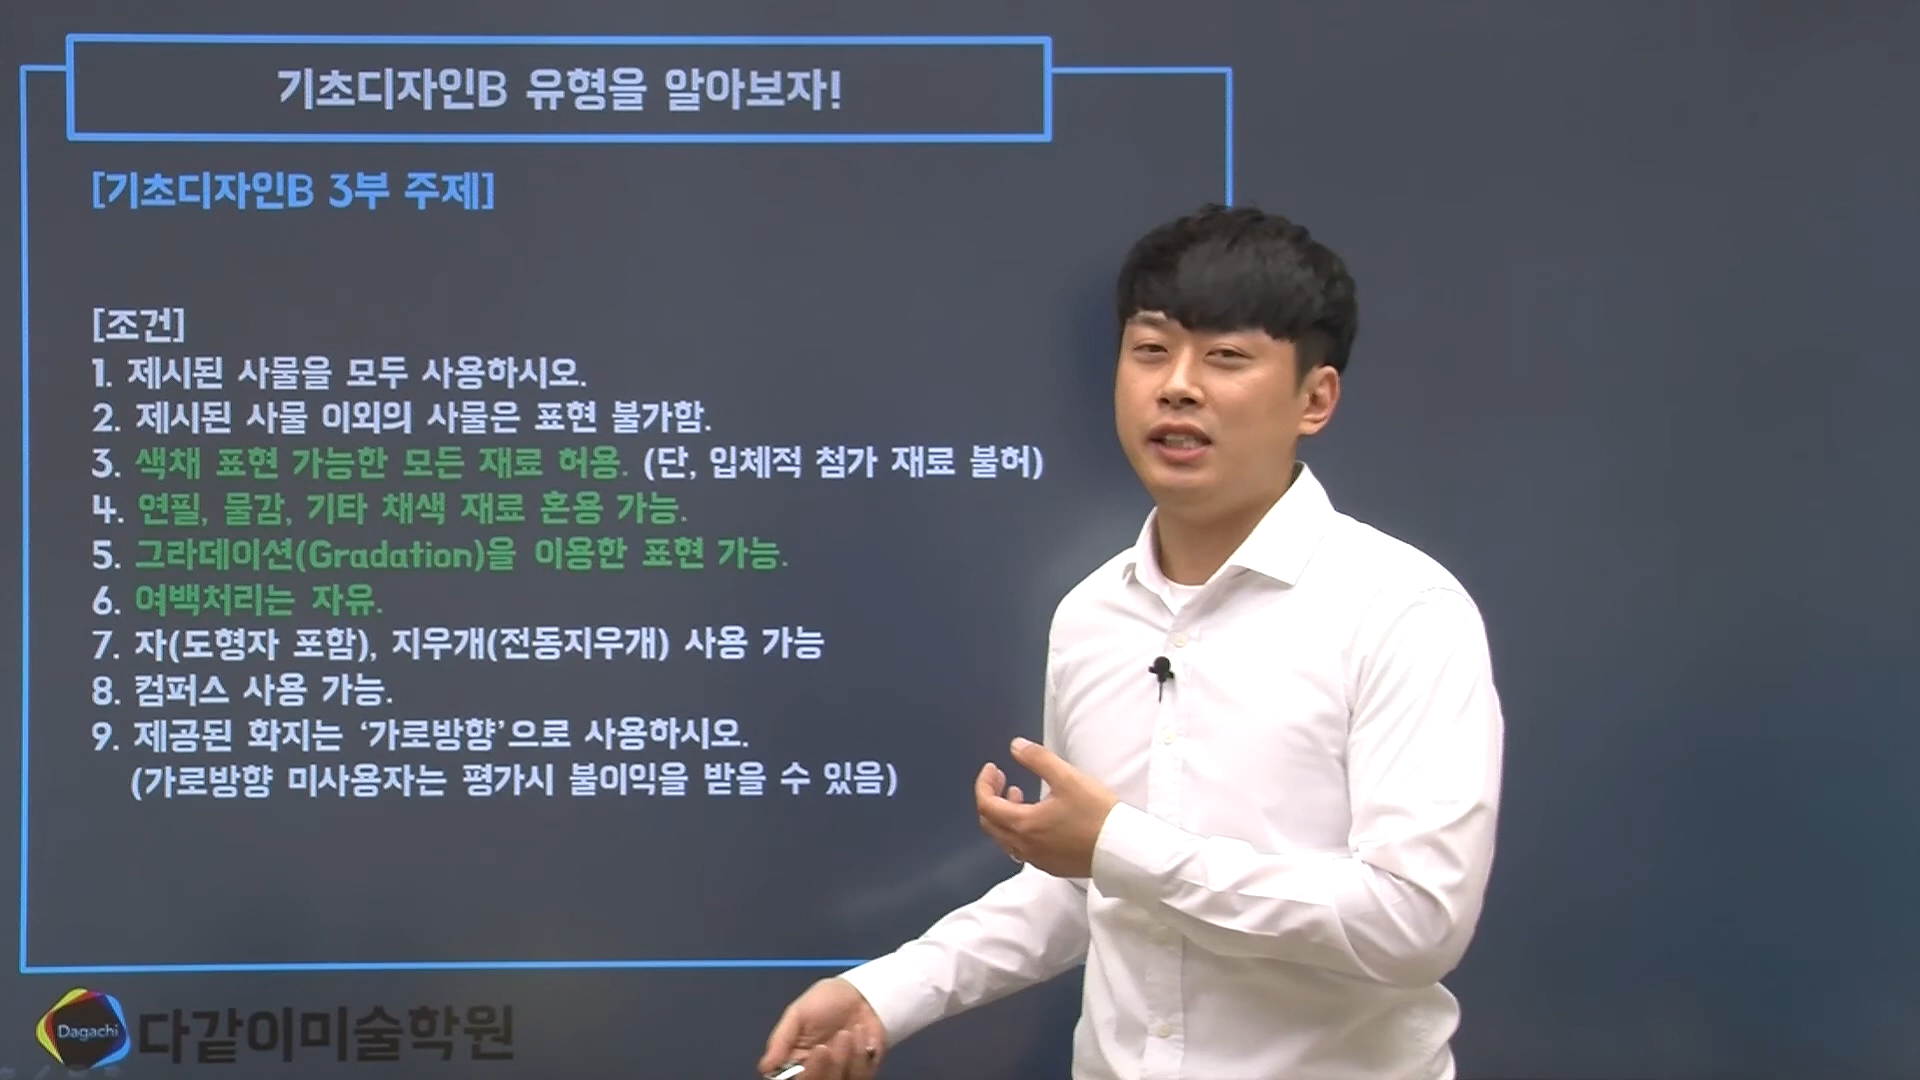 기초디자인B 유형을 알아보자!
[기초디자인B 3부 주제]
[조건]
1. 제시된 사물을 모두 사용하시오.
2. 제시된 사물 이외의 사물은 표현 불가함.
3. 색채 표현 가능한 모든 재료 허용. (단, 입체적 첨가 재료 불허)
4. 연필, 물감, 기타 채색 재료 혼용 가능.
5. 그라데이션(Gradation)을 이용한 표현 가능.
6. 여백처리는 자유.
7. 자(도형자 포함), 지우개(전동지우개) 사용 가능
8. 컴퍼스 사용 가능.
9. 제공된 화지는 ‘가로방향’으로 사용하시오.
(가로방향 미사용자는 평가시 불이익을 받을 수 있음)
Dagachi 다같이미술학원